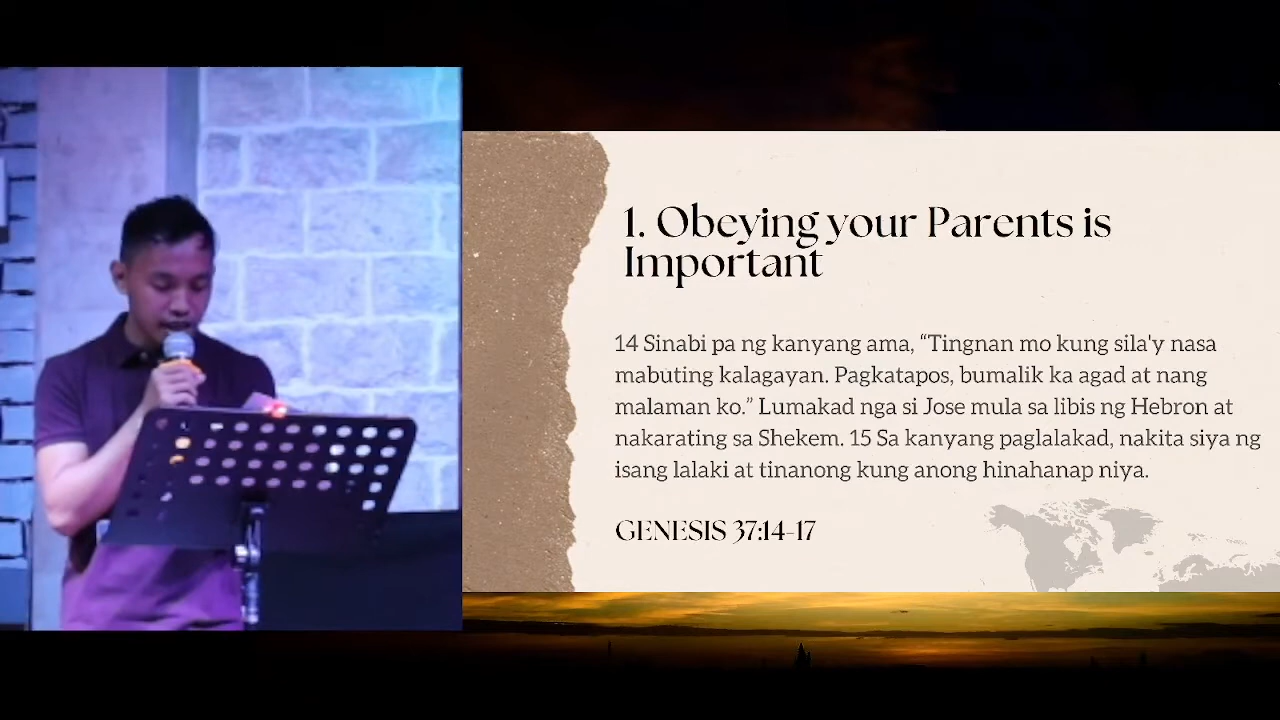 1. Obeying your Parents is
Important
14 Sinabi pa ng kanyang ama, “Tingnan mo kung sila'y nasa
mabuting kalagayan. Pagkatapos, bumalik ka agad at nang
malaman ko.” Lumakad nga si Jose mula sa libis ng Hebron at
nakarating sa Shekem. 15 Sa kanyang paglalakad, nakita siya ng
isang lalaki at tinanong kung anong hinahanap niya.
GENESIS 37:14-17